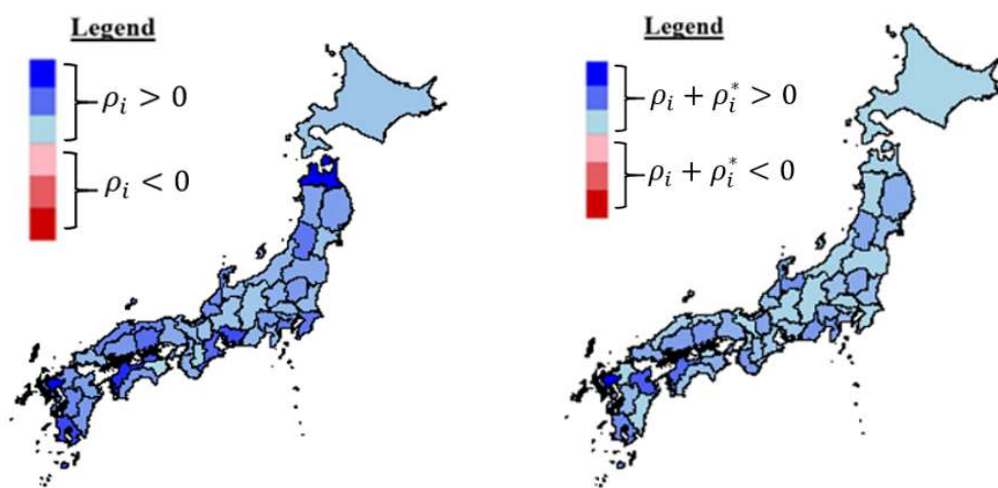 Legend
ρ_i > 0
ρ_i < 0
Legend
ρ_i + ρ_i^* > 0
ρ_i + ρ_i^* < 0